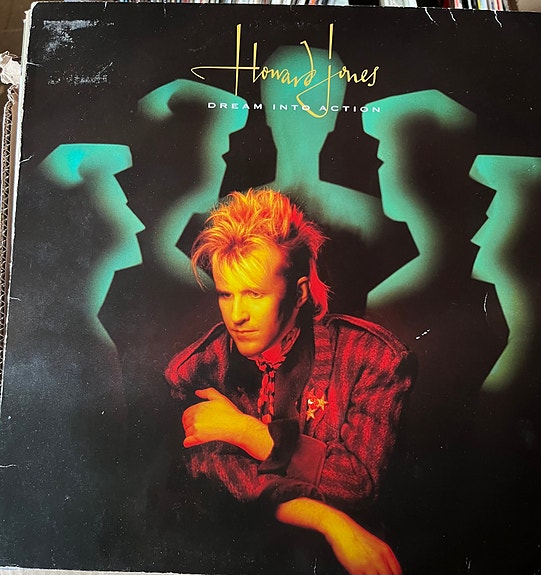 Howard Jones
DREAM INTO ACTION